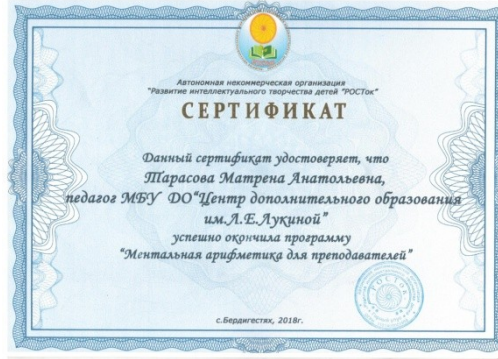 Автономная некоммерческая организация
"Развитие интеллектуального творчества детей "РОСТок"
СЕРТИФИКАТ
Данный сертификат удостоверяет, что
Тарасова Матрена Анатольевна,
педагог МБУ ДО"Центр дополнительного образования
им.Л.Е.Лукиной"
успешно окончила программу
"Ментальная арифметика для преподавателей"
РОСТок
с.Бердигестях, 2018г.